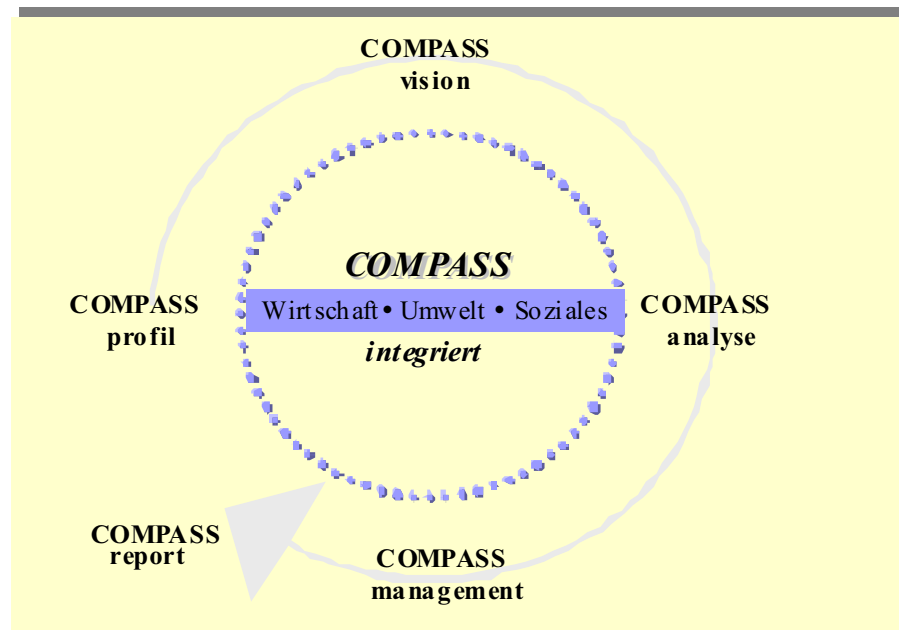 COMPASS
vision
COMPASS
Wirtschaft • Umwelt • Soziales
integriert
COMPASS
profil
COMPASS
analyse
COMPASS
report
COMPASS
management